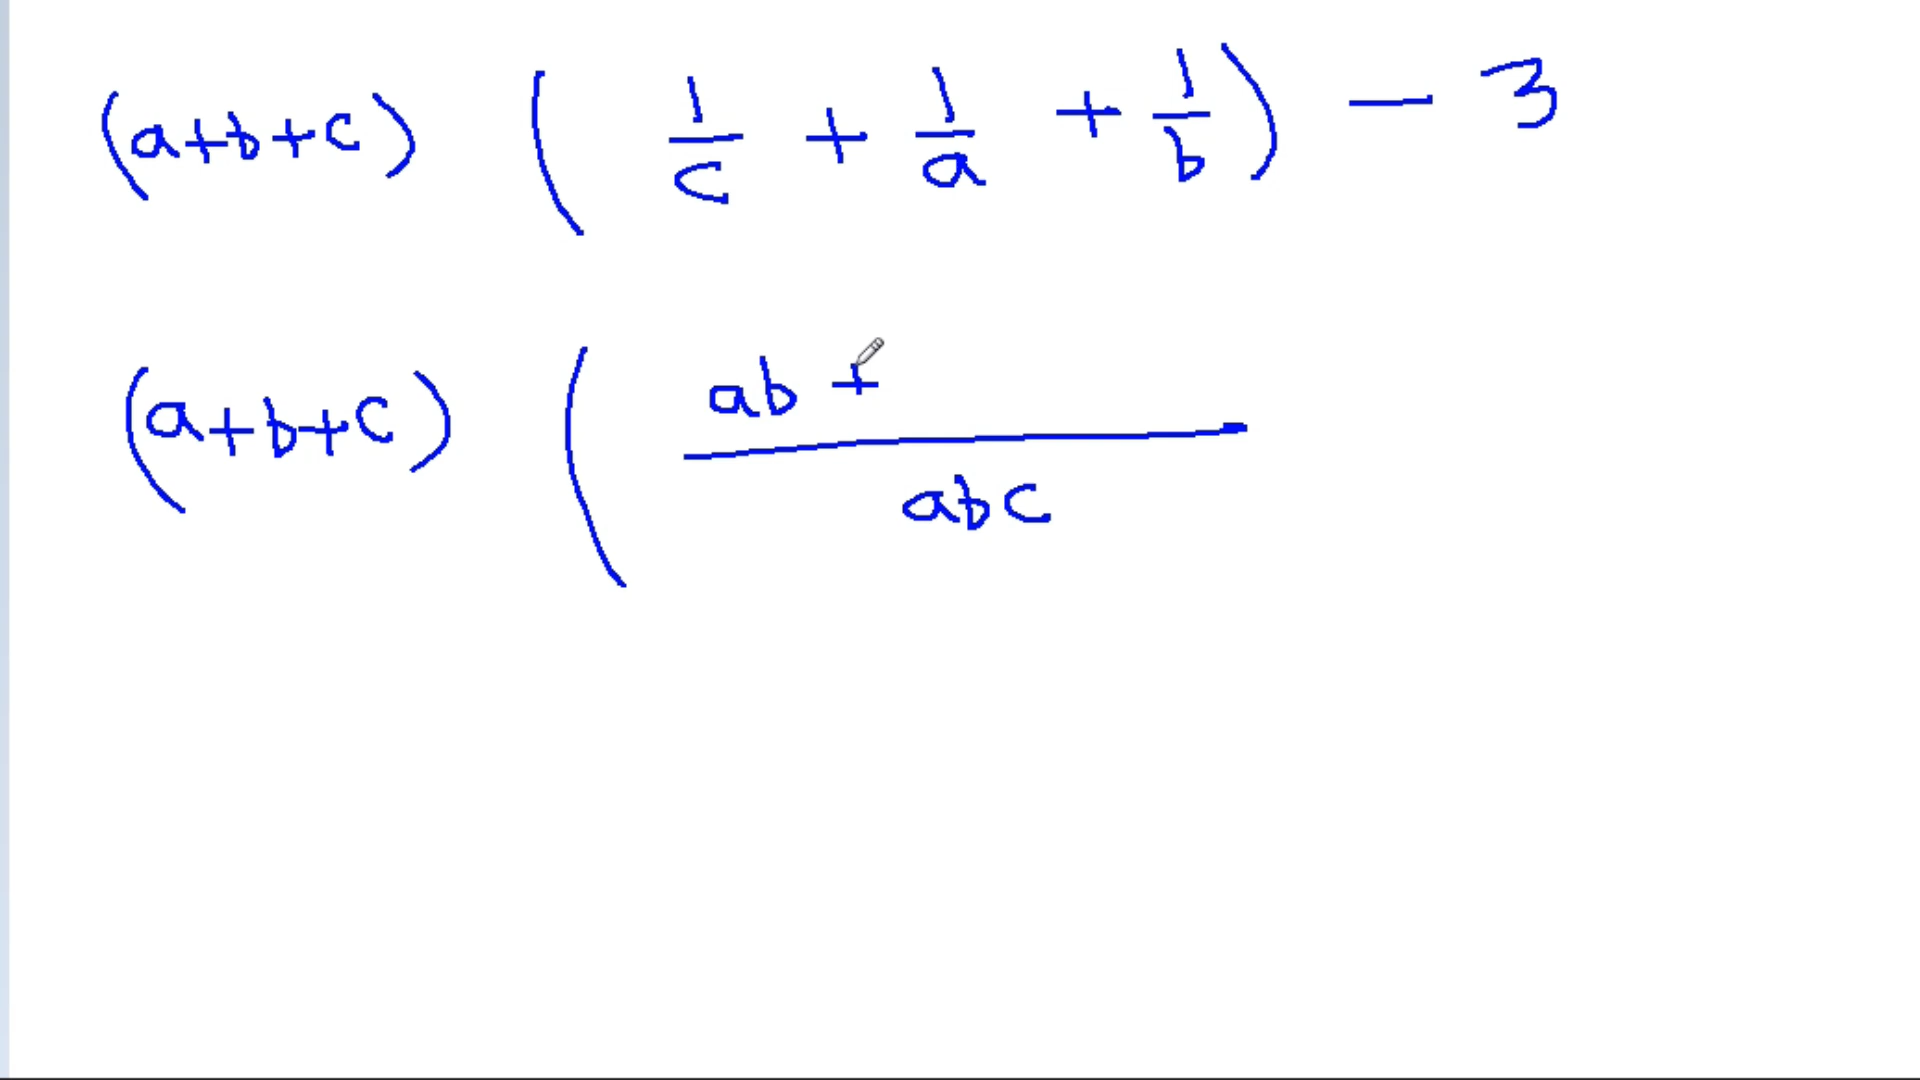 (a+b+c) ( 1/c + 1/a + 1/b ) − 3
(a+b+c) ( ab + / abc